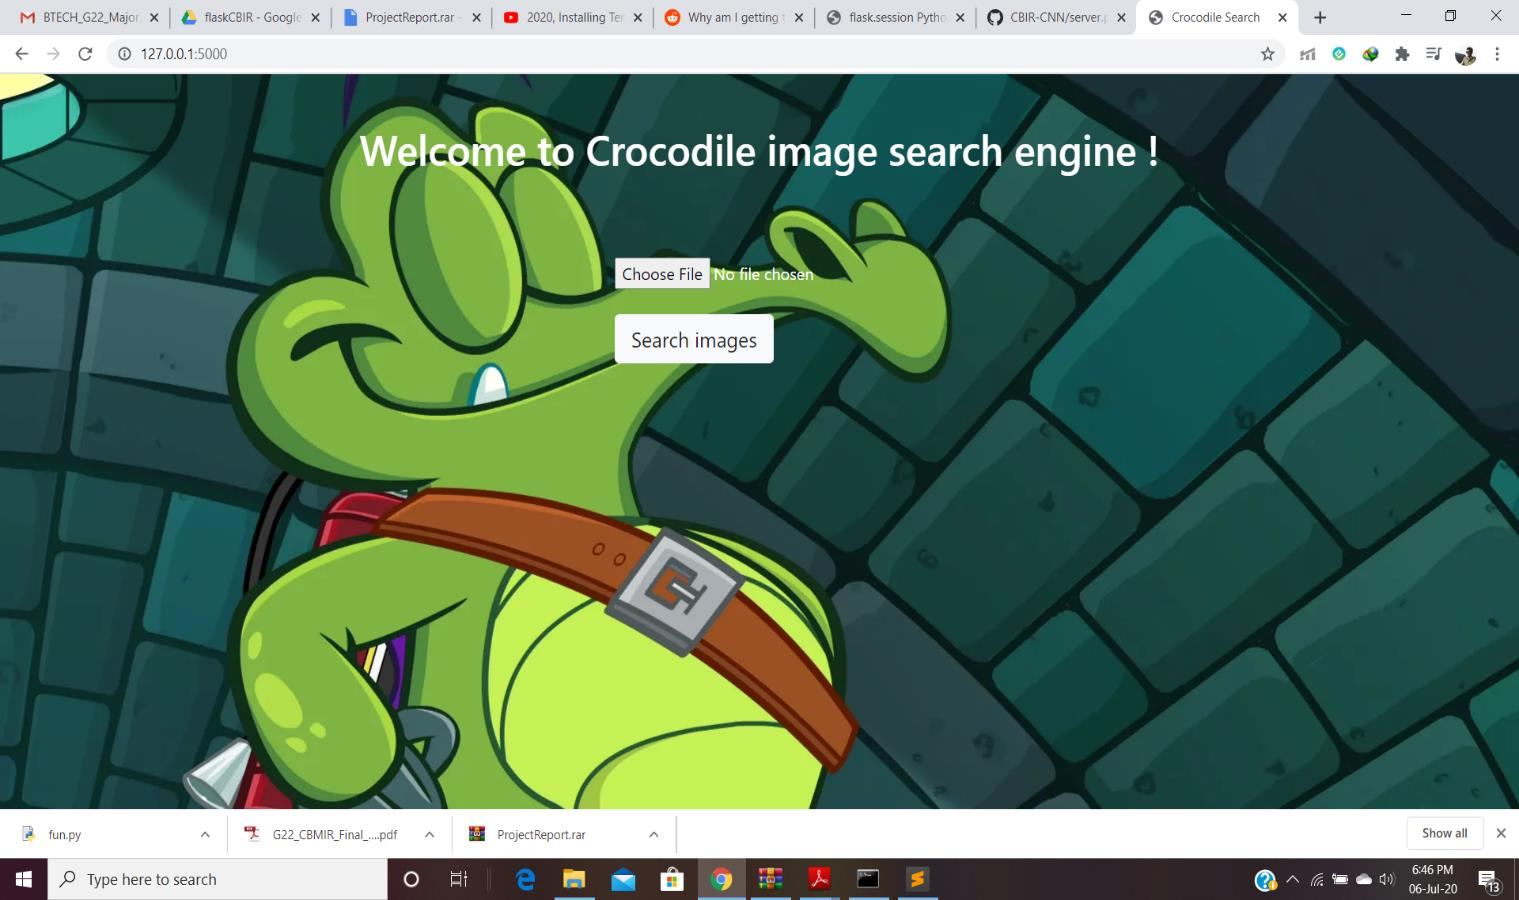 BTECH_G22_Major
flaskCBIR - Google
ProjectReport.rar -
2020, Installing Ten
Why am I getting t
flask.session Pytho
CBIR-CNN/server.p
Crocodile Search
127.0.0.1:5000
Welcome to Crocodile image search engine !
Choose File No file chosen
Search images
fun.py
G22_CBMIR_Final_....pdf
ProjectReport.rar
Show all
Type here to search
6:46 PM
06-Jul-20
13